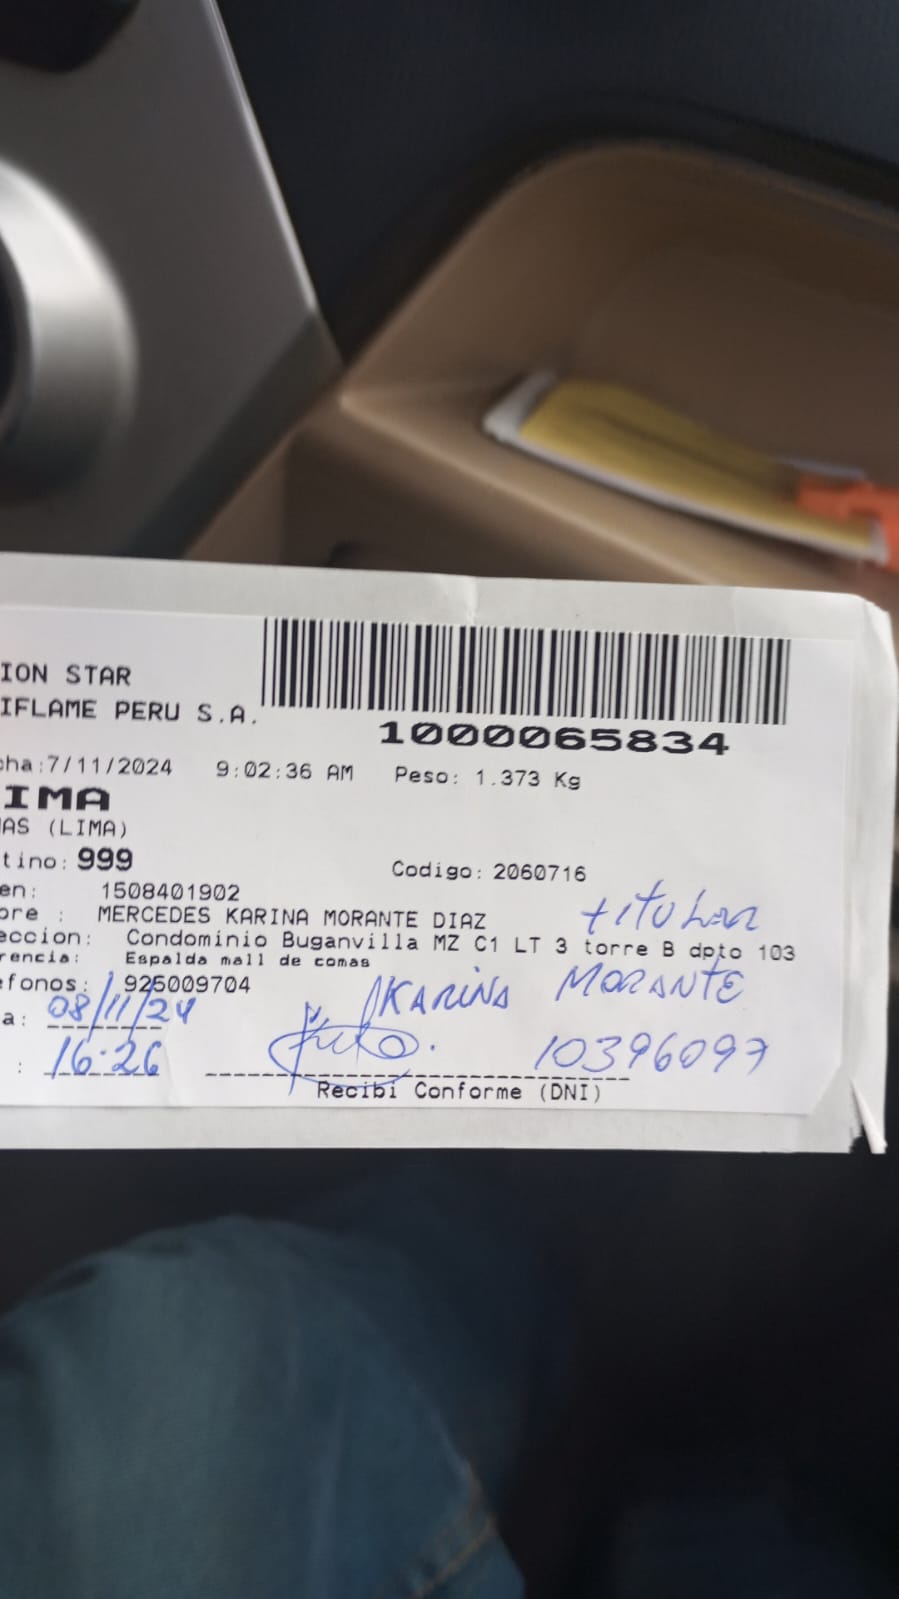 ION STAR
IFLAME PERU S.A.
1000065834
cha:7/11/2024 9:02:36 AM Peso: 1.373 Kg
IMA
AS (LIMA)
tino: 999 Codigo: 2060716
en: 1508401902
bre : MERCEDES KARINA MORANTE DIAZ titular
eccion: Condominio Buganvilla MZ C1 LT 3 torre B dpto 103
rencia: Espalda mall de comas
efonos: 925009704 KARINA MORANTE
a: 08/11/24
: 16:26 10396097
Recibi Conforme (DNI)